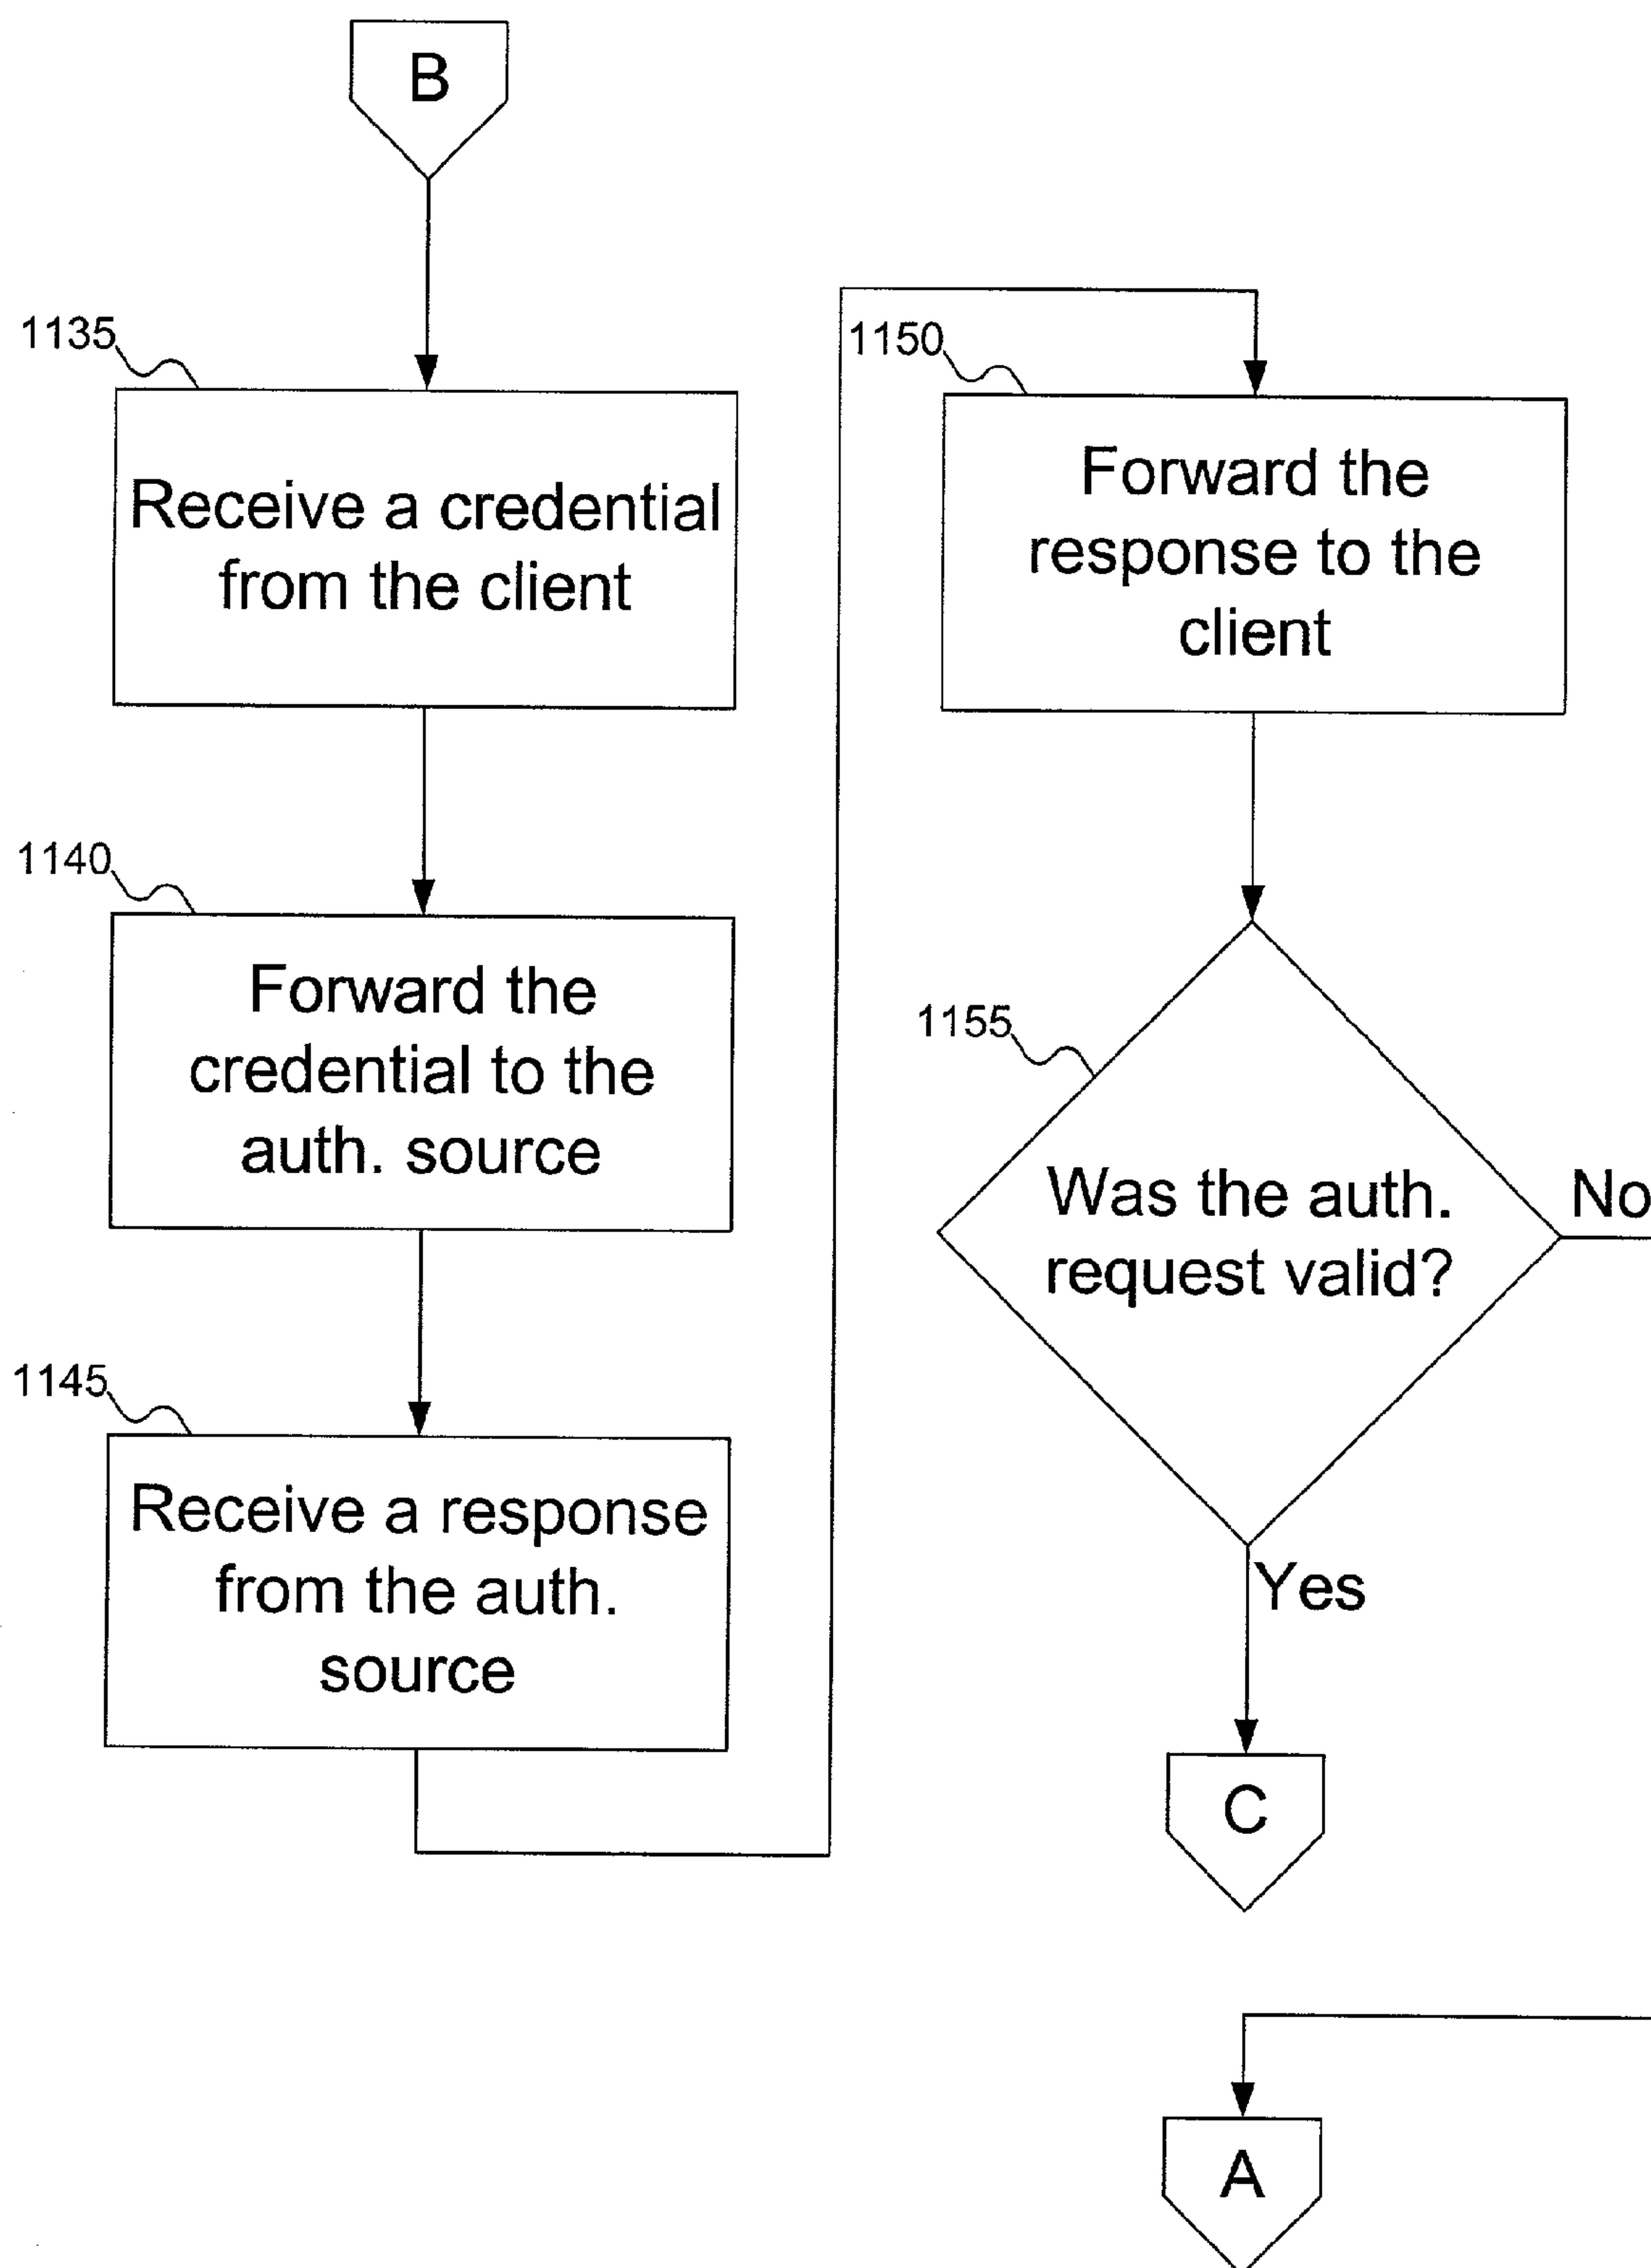 B
1135
Receive a credential
from the client
1140
Forward the
credential to the
auth. source
1145
Receive a response
from the auth.
source
1150
Forward the
response to the
client
1155
Was the auth.
request valid?
No
Yes
C
A